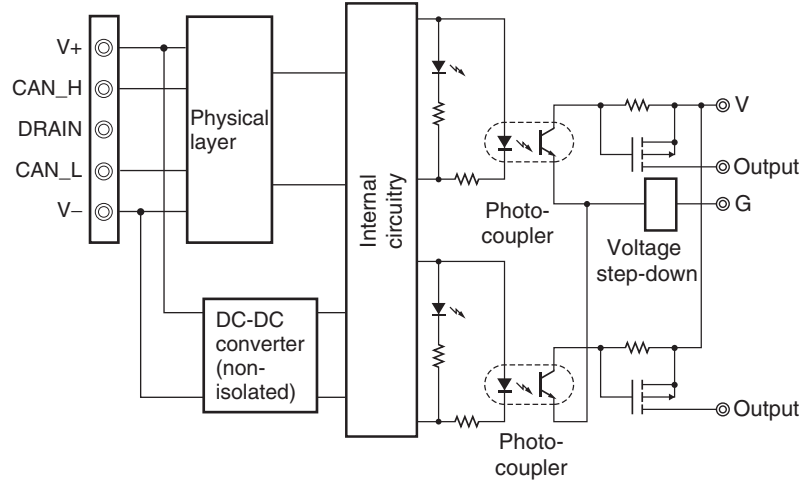 V+
CAN_H
DRAIN
CAN_L
V–
Physical
layer
DC-DC
converter
(non-
isolated)
Internal
circuitry
Photo-
coupler
V
Output
G
Voltage
step-down
Photo-
coupler
Output